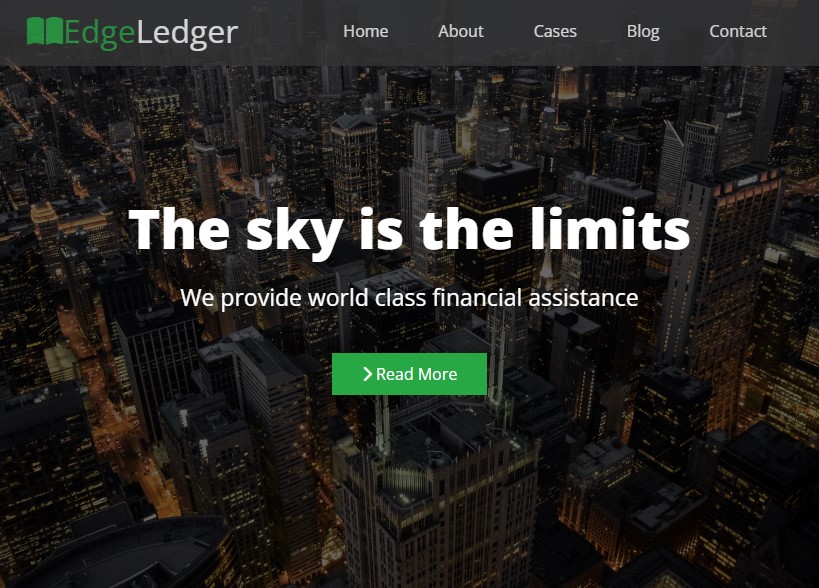 EdgeLedger Home About Cases Blog Contact
The sky is the limits
We provide world class financial assistance
Read More